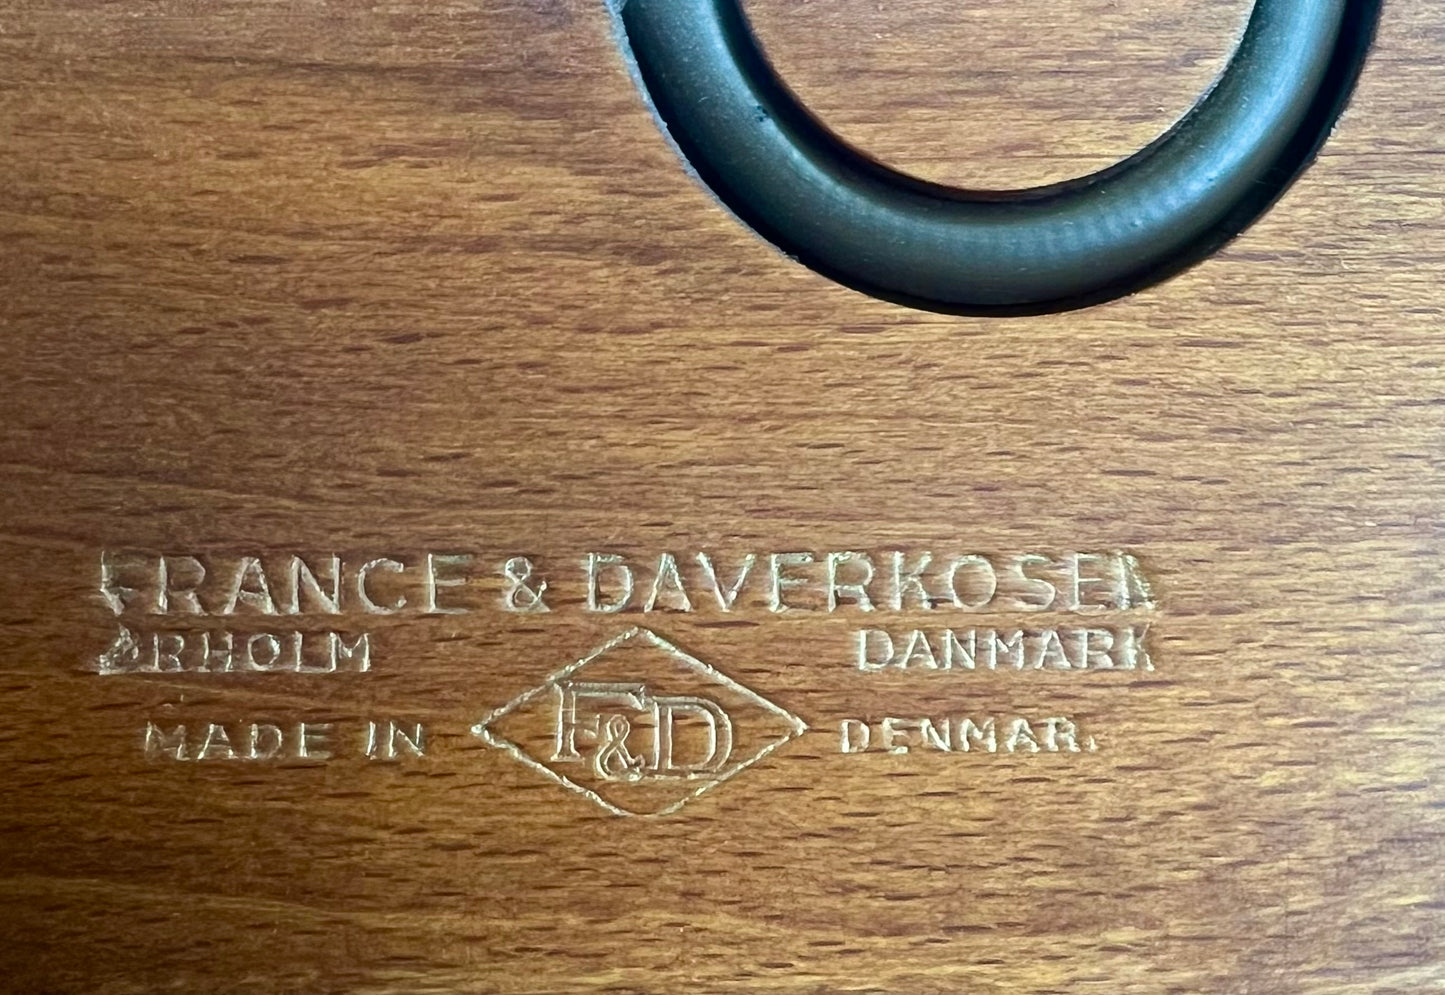 FRANCE & DAVERKOSEN
ØRHOLM DANMARK
MADE IN F&D DENMAR